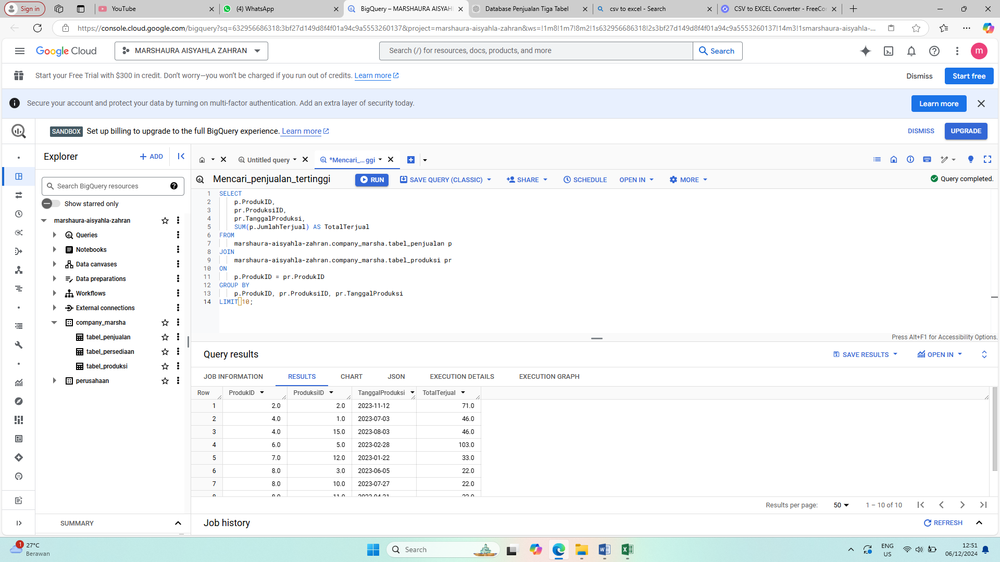 Sign in
YouTube
(4) WhatsApp
BigQuery – MARSHAURA AISYAHL
Database Penjualan Tiga Tabel
csv to excel - Search
CSV to EXCEL Converter - FreeCo
https://console.cloud.google.com/bigquery?sq=632956686318:3bf27d149d8f4f01a94c9a5553260137&project=marshaura-aisyahla-zahran&ws=!1m8!1m7!8m2!1s632956686318!2s3bf27d149d8f4f01a94c9a5553260137!14m3!1smarshaura-aisyahla-...
Google Cloud
MARSHAURA AISYAHLA ZAHRAN
Search (/) for resources, docs, products, and more
Search
m
Start your Free Trial with $300 in credit. Don't worry—you won't be charged if you run out of credits. Learn more
Dismiss
Start free
Secure your account and protect your data by turning on multi-factor authentication. Add an extra layer of security today.
Learn more
SANDBOX Set up billing to upgrade to the full BigQuery experience. Learn more
DISMISS
UPGRADE
Explorer
+ ADD
Untitled query
*Mencari_...ggi
Search BigQuery resources
Show starred only
Mencari_penjualan_tertinggi
RUN
SAVE QUERY (CLASSIC)
SHARE
SCHEDULE
OPEN IN
MORE
Query completed.
marshaura-aisyahla-zahran
Queries
Notebooks
Data canvases
Data preparations
Workflows
External connections
company_marsha
tabel_penjualan
tabel_persediaan
tabel_produksi
perusahaan
SUMMARY
1 SELECT
2 p.ProdukID,
3 pr.ProduksiID,
4 pr.TanggalProduksi,
5 SUM(p.JumlahTerjual) AS TotalTerjual
6 FROM
7 marshaura-aisyahla-zahran.company_marsha.tabel_penjualan p
8 JOIN
9 marshaura-aisyahla-zahran.company_marsha.tabel_produksi pr
10 ON
11 p.ProdukID = pr.ProdukID
12 GROUP BY
13 p.ProdukID, pr.ProduksiID, pr.TanggalProduksi
14 LIMIT 10;
Press Alt+F1 for Accessibility Options.
Query results
SAVE RESULTS
OPEN IN
JOB INFORMATION
RESULTS
CHART
JSON
EXECUTION DETAILS
EXECUTION GRAPH
Row ProdukID ProduksiID TanggalProduksi TotalTerjual
1 2.0 2.0 2023-11-12 71.0
2 4.0 1.0 2023-07-03 46.0
3 4.0 15.0 2023-08-03 46.0
4 6.0 5.0 2023-02-28 103.0
5 7.0 12.0 2023-01-22 33.0
6 8.0 3.0 2023-06-05 22.0
7 8.0 10.0 2023-07-27 22.0
Results per page: 50 1 – 10 of 10
Job history
REFRESH
1
27°C
Berawan
Search
ENG
US
12:51
06/12/2024